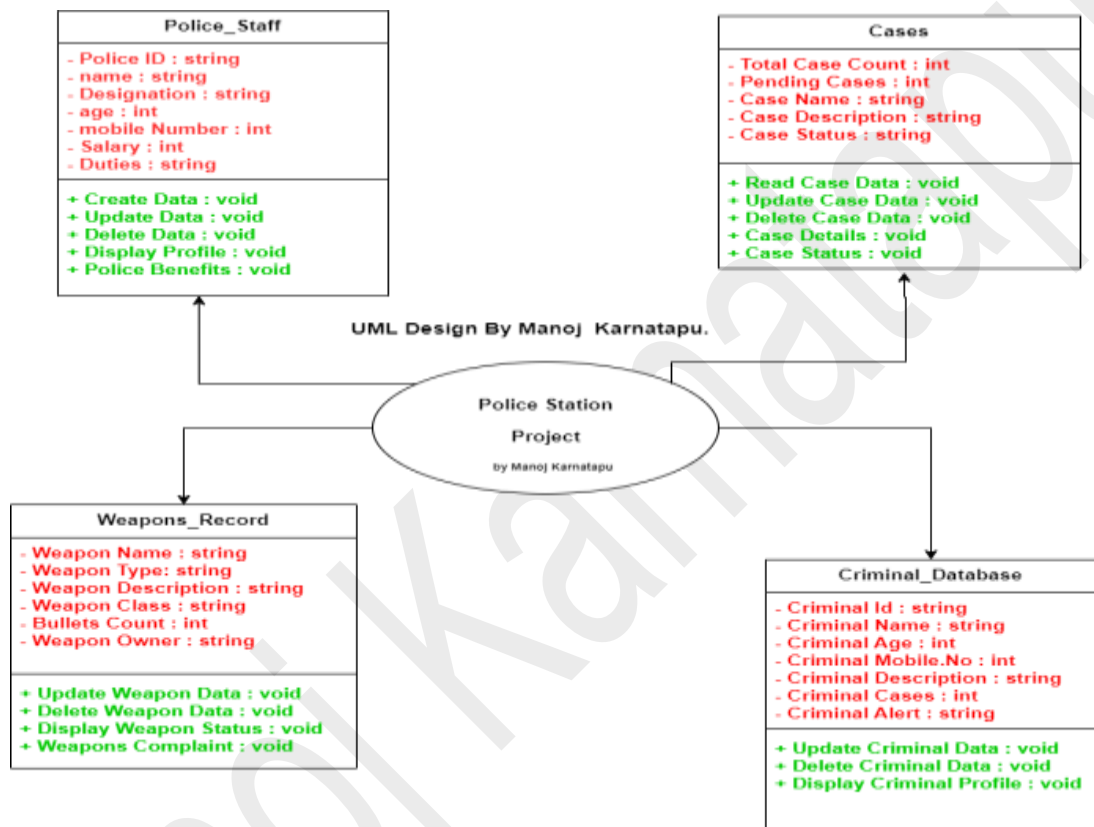 Police_Staff
- Police ID : string
- name : string
- Designation : string
- age : int
- mobile Number : int
- Salary : int
- Duties : string
+ Create Data : void
+ Update Data : void
+ Delete Data : void
+ Display Profile : void
+ Police Benefits : void
Cases
- Total Case Count : int
- Pending Cases : int
- Case Name : string
- Case Description : string
- Case Status : string
+ Read Case Data : void
+ Update Case Data : void
+ Delete Case Data : void
+ Case Details : void
+ Case Status : void
UML Design By Manoj Karnatapu.
Police Station
Project
by Manoj Karnatapu
Weapons_Record
- Weapon Name : string
- Weapon Type: string
- Weapon Description : string
- Weapon Class : string
- Bullets Count : int
- Weapon Owner : string
+ Update Weapon Data : void
+ Delete Weapon Data : void
+ Display Weapon Status : void
+ Weapons Complaint : void
Criminal_Database
- Criminal Id : string
- Criminal Name : string
- Criminal Age : int
- Criminal Mobile.No : int
- Criminal Description : string
- Criminal Cases : int
- Criminal Alert : string
+ Update Criminal Data : void
+ Delete Criminal Data : void
+ Display Criminal Profile : void